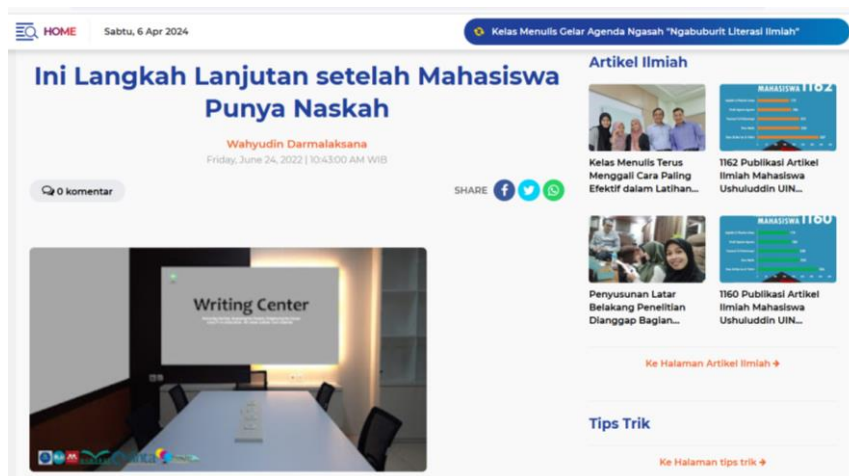 HOME
Sabtu, 6 Apr 2024
Kelas Menulis Gelar Agenda Ngasah "Ngabuburit Literasi Ilmiah"
Ini Langkah Lanjutan setelah Mahasiswa
Punya Naskah
Wahyudin Darmalaksana
Friday, June 24, 2022 | 10:43:00 AM WIB
0 komentar
SHARE
Writing Center
Artikel Ilmiah
MAHASISWA 1162
Kelas Menulis Terus
Menggali Cara Paling
Efektif dalam Latihan...
1162 Publikasi Artikel
Ilmiah Mahasiswa
Ushuluddin UIN...
MAHASISWA 1160
Penyusunan Latar
Belakang Penelitian
Dianggap Bagian...
1160 Publikasi Artikel
Ilmiah Mahasiswa
Ushuluddin UIN...
Ke Halaman Artikel Ilmiah →
Tips Trik
Ke Halaman tips trik →